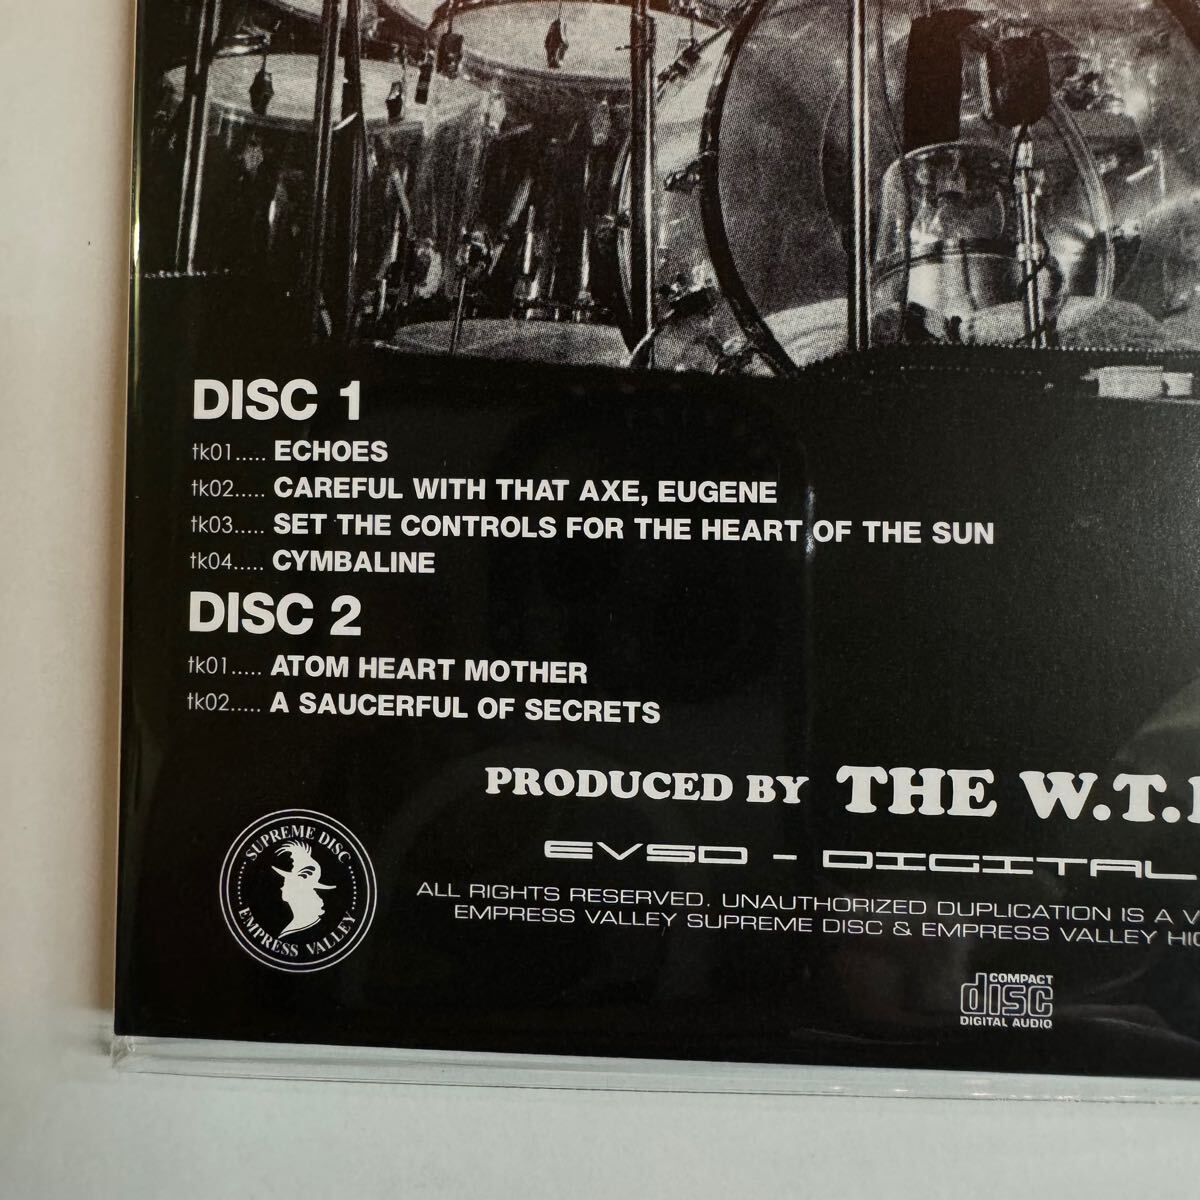 DISC 1
tk01..... ECHOES
tk02..... CAREFUL WITH THAT AXE, EUGENE
tk03..... SET THE CONTROLS FOR THE HEART OF THE SUN
tk04..... CYMBALINE
DISC 2
tk01..... ATOM HEART MOTHER
tk02..... A SAUCERFUL OF SECRETS
PRODUCED BY THE W.T.
EVSD - DIGITAL
SUPREME DISC
EMPRESS VALLEY
ALL RIGHTS RESERVED. UNAUTHORIZED DUPLICATION IS A
EMPRESS VALLEY SUPREME DISC & EMPRESS VALLEY
COMPACT
disc
DIGITAL AUDIO